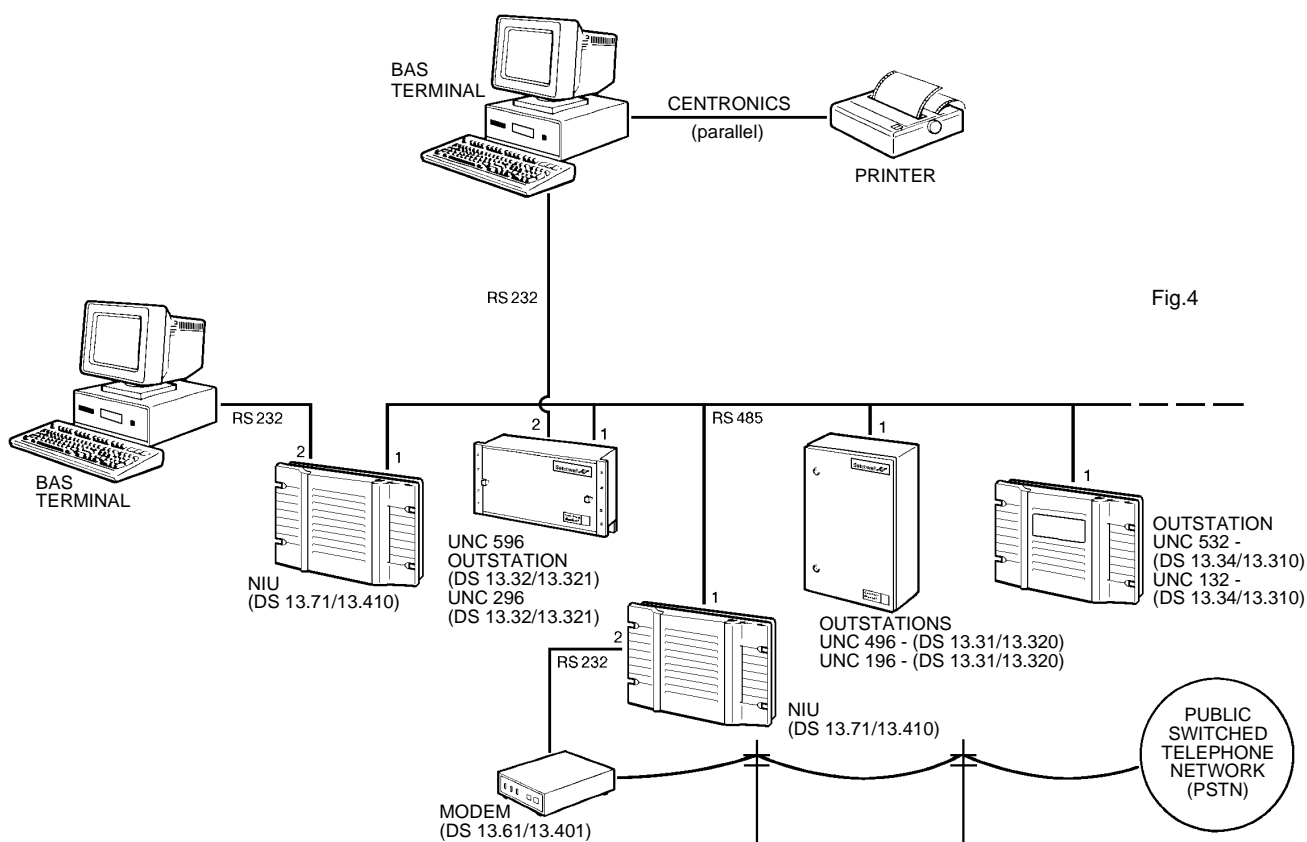 BAS
TERMINAL
CENTRONICS
(parallel)
PRINTER
RS 232
Fig.4
RS 232
BAS
TERMINAL
2
1
2
1
RS 485
1
1
NIU
(DS 13.71/13.410)
UNC 596
OUTSTATION
(DS 13.32/13.321)
UNC 296
(DS 13.32/13.321)
OUTSTATION
UNC 532 -
(DS 13.34/13.310)
UNC 132 -
(DS 13.34/13.310)
OUTSTATIONS
UNC 496 - (DS 13.31/13.320)
UNC 196 - (DS 13.31/13.320)
1
2
RS 232
NIU
(DS 13.71/13.410)
MODEM
(DS 13.61/13.401)
PUBLIC
SWITCHED
TELEPHONE
NETWORK
(PSTN)
Satchwell
Satchwell